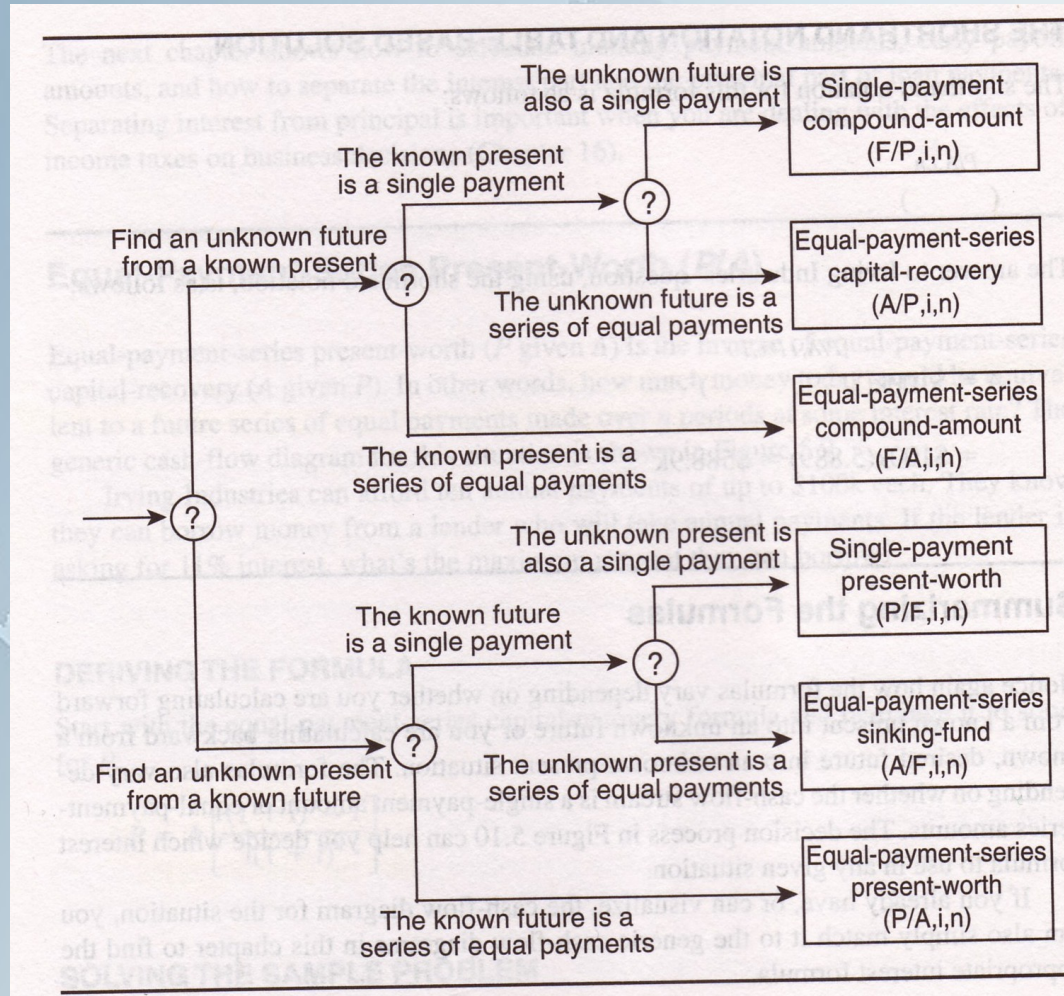 The unknown future is
also a single payment
Single-payment
compound-amount
(F/P,i,n)
The known present
is a single payment
?
Find an unknown future
from a known present
?
The unknown future is a
series of equal payments
Equal-payment-series
capital-recovery
(A/P,i,n)
The known present is a
series of equal payments
Equal-payment-series
compound-amount
(F/A,i,n)
?
The unknown present is
also a single payment
Single-payment
present-worth
(P/F,i,n)
The known future
is a single payment
?
Find an unknown present
from a known future
?
The unknown present is a
series of equal payments
Equal-payment-series
sinking-fund
(A/F,i,n)
The known future is a
series of equal payments
Equal-payment-series
present-worth
(P/A,i,n)